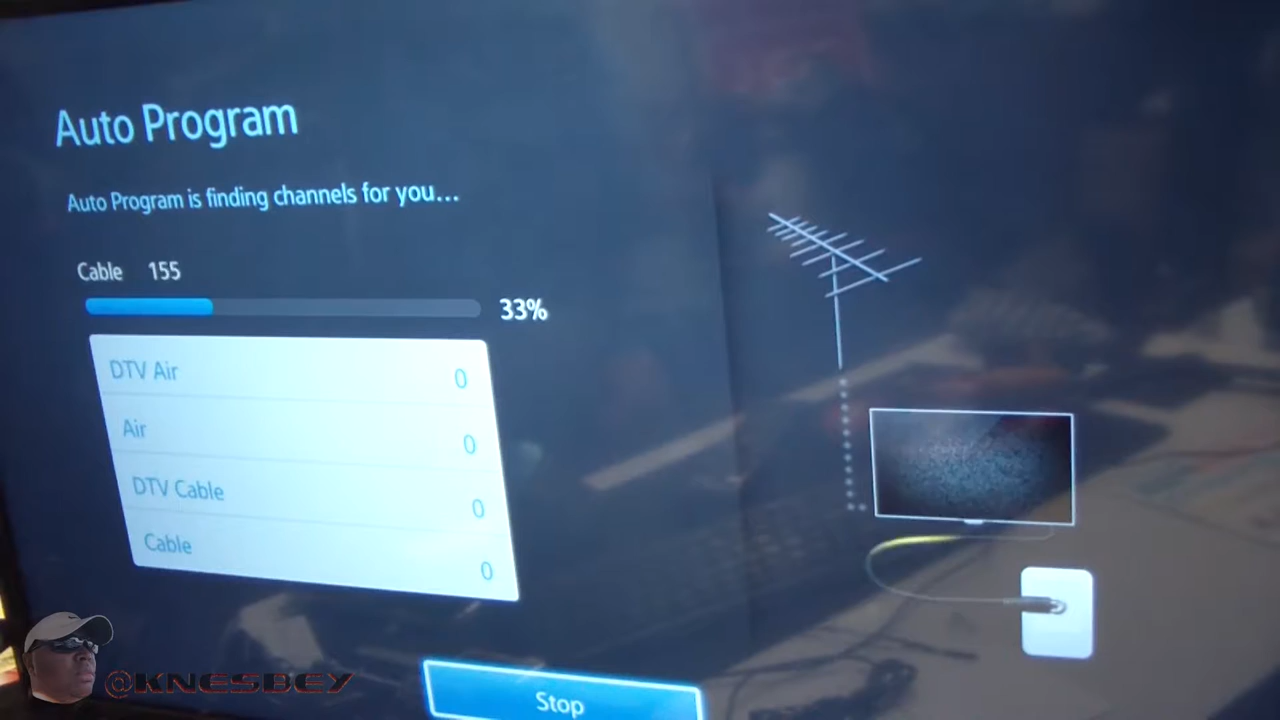 Auto Program
Auto Program is finding channels for you...
Cable 155
33%
DTV Air 0
Air 0
DTV Cable 0
Cable 0
Stop
@KNESBEY